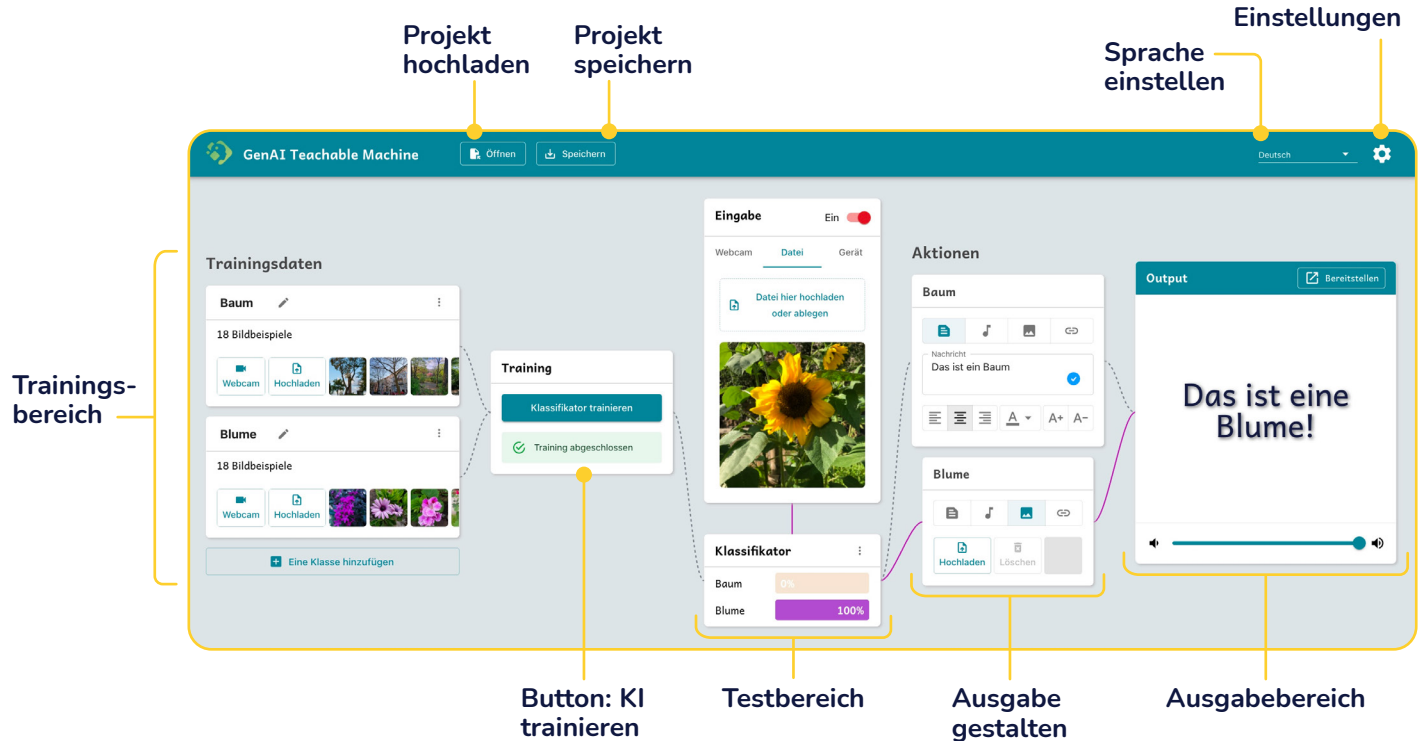 Einstellungen
Projekt
hochladen
Projekt
speichern
Sprache
einstellen
GenAI Teachable Machine
Öffnen
Speichern
Deutsch
Trainings-
bereich
Trainingsdaten
Baum
18 Bildbeispiele
Webcam
Hochladen
Blume
18 Bildbeispiele
Webcam
Hochladen
Eine Klasse hinzufügen
Training
Klassifikator trainieren
Training abgeschlossen
Eingabe
Ein
Webcam
Datei
Gerät
Datei hier hochladen
oder ablegen
Klassifikator
Baum
0%
Blume
100%
Aktionen
Baum
Nachricht
Das ist ein Baum
A
A+
A-
Blume
Hochladen
Löschen
Output
Bereitstellen
Das ist eine
Blume!
Button: KI
trainieren
Testbereich
Ausgabe
gestalten
Ausgabebereich